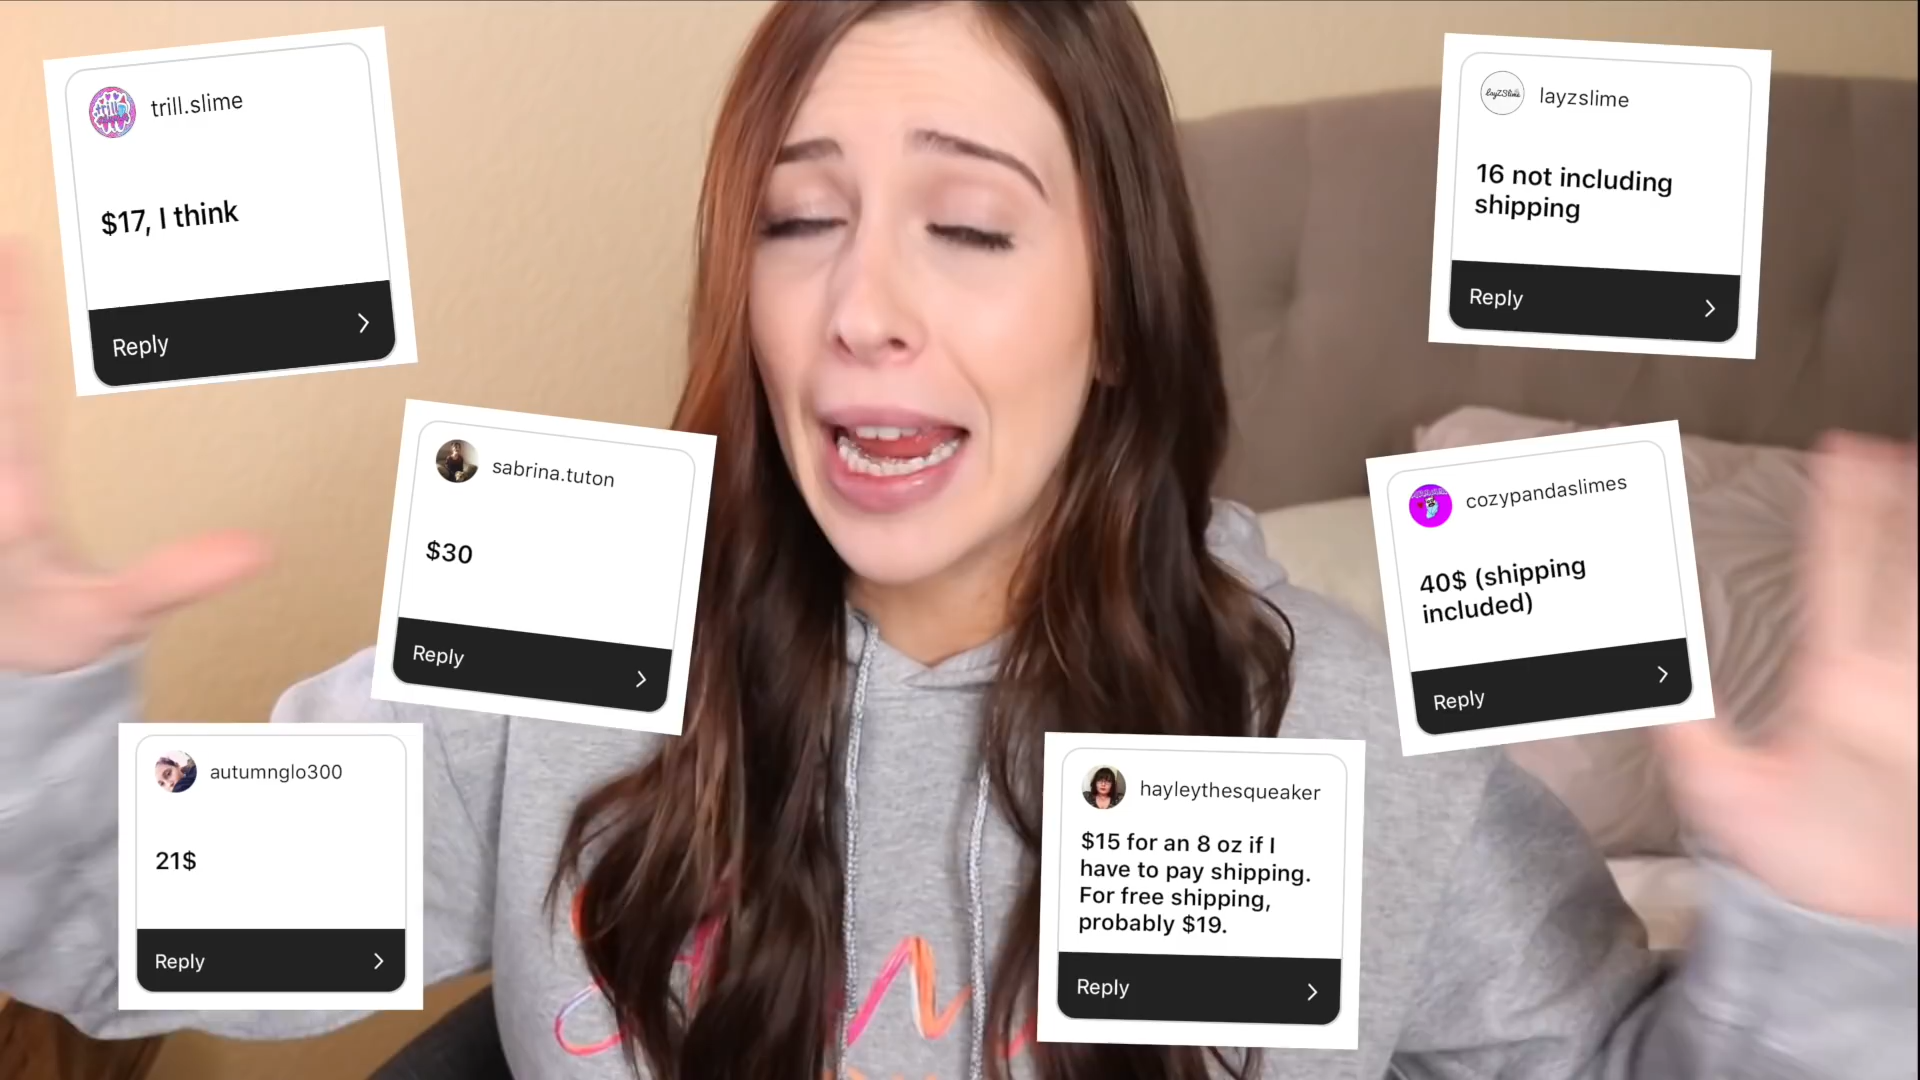 trill.slime
$17, I think
Reply
layzslime
16 not including
shipping
Reply
sabrina.tuton
$30
Reply
cozypandaslimes
40$ (shipping
included)
Reply
autumnglo300
21$
Reply
hayleythesqueaker
$15 for an 8 oz if I
have to pay shipping.
For free shipping,
probably $19.
Reply